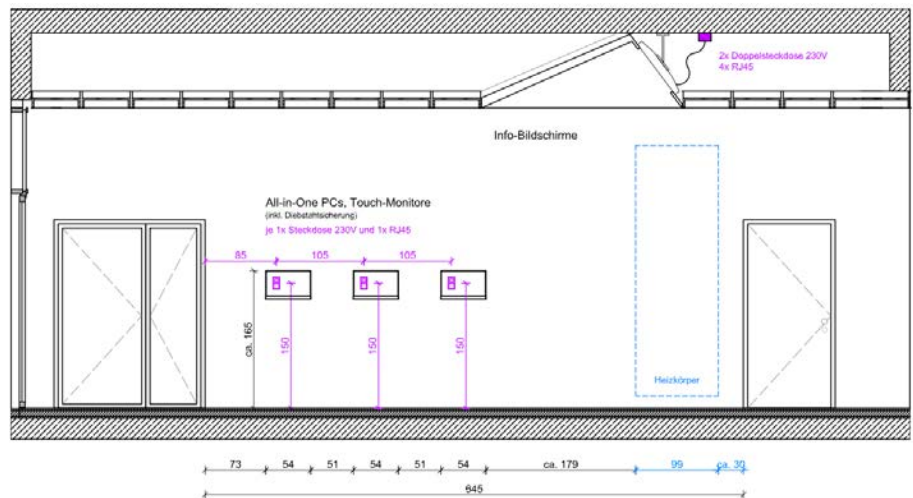 2x Doppelsteckdose 230V
4x RJ45
Info-Bildschirme
All-in-One PCs, Touch-Monitore
(inkl. Diebstahlsicherung)
je 1x Steckdose 230V und 1x RJ45
85 105 105
ca. 165
150 150 150
Heizkörper
73 54 51 54 51 54 ca. 179 99 ca. 30
645